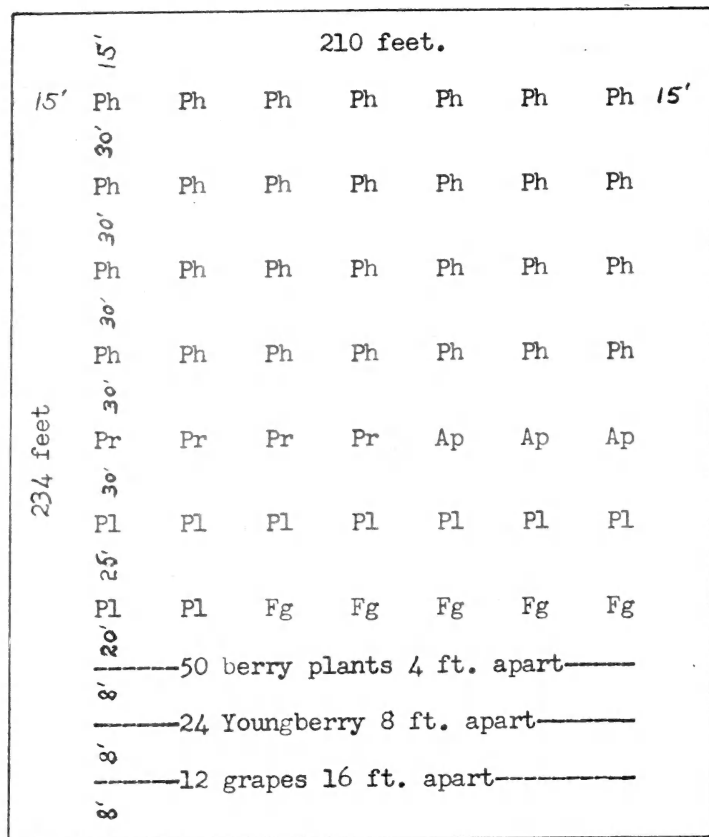 15' 210 feet.
15' Ph Ph Ph Ph Ph Ph Ph 15'
30'
Ph Ph Ph Ph Ph Ph Ph
30'
Ph Ph Ph Ph Ph Ph Ph
30'
Ph Ph Ph Ph Ph Ph Ph
30'
234 feet
Pr Pr Pr Pr Ap Ap Ap
30'
Pl Pl Pl Pl Pl Pl Pl
25'
Pl Pl Fg Fg Fg Fg Fg
20'
50 berry plants 4 ft. apart
8'
24 Youngberry 8 ft. apart
8'
12 grapes 16 ft. apart
8'